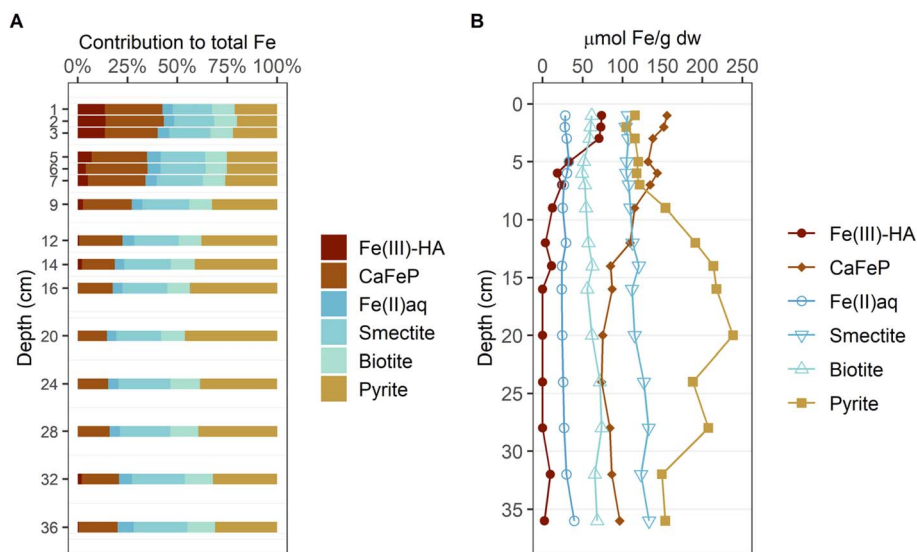 A
Contribution to total Fe
0% 25% 50% 75% 100%
Depth (cm)
1
2
3
5
6
7
9
12
14
16
20
24
28
32
36
Fe(III)-HA
CaFeP
Fe(II)aq
Smectite
Biotite
Pyrite
B
μmol Fe/g dw
0 50 100 150 200 250
Depth (cm)
0
5
10
15
20
25
30
35
Fe(III)-HA
CaFeP
Fe(II)aq
Smectite
Biotite
Pyrite